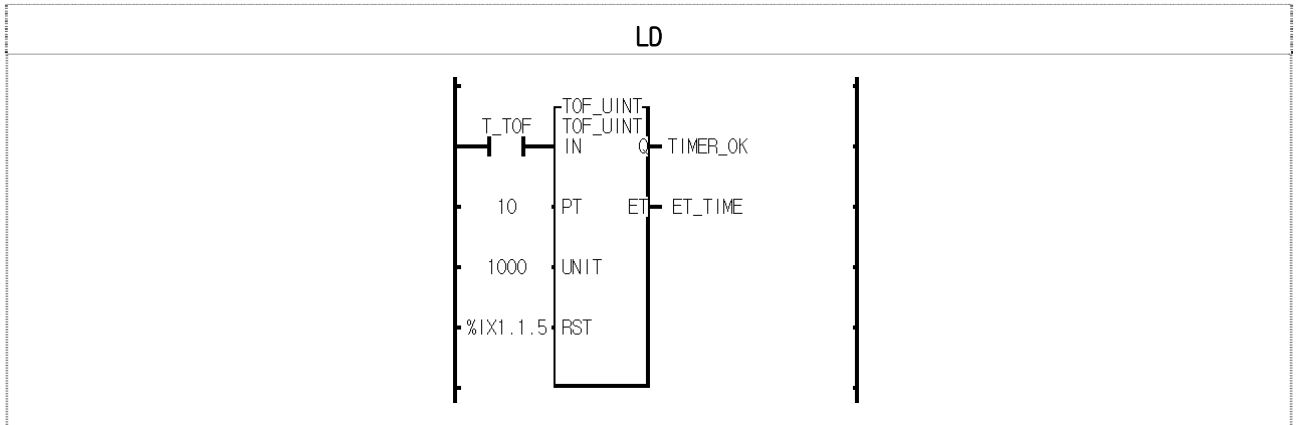 LD
TOF_UINT
T_TOF TOF_UINT
IN Q TIMER_OK
10 PT ET ET_TIME
1000 UNIT
%IX1.1.5 RST